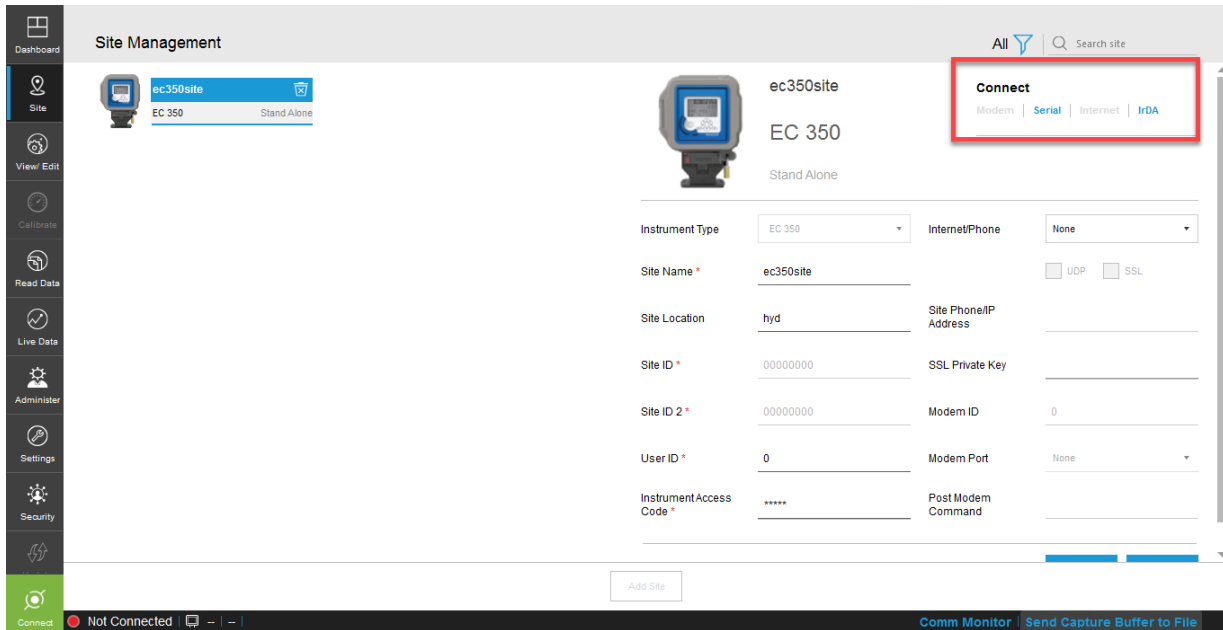 Dashboard
Site
View/ Edit
Calibrate
Read Data
Live Data
Administer
Settings
Security
Connect
Site Management
All
Search site
ec350site
EC 350 Stand Alone
ec350site
EC 350
Stand Alone
Connect
Modem | Serial | Internet | IrDA
Instrument Type EC 350 Internet/Phone None
Site Name * ec350site UDP SSL
Site Location hyd Site Phone/IP
Address
Site ID * 00000000 SSL Private Key
Site ID 2 * 00000000 Modem ID 0
User ID * 0 Modem Port None
Instrument Access
Code * ***** Post Modem
Command
Add Site
Not Connected | -- | -- |
Comm Monitor | Send Capture Buffer to File